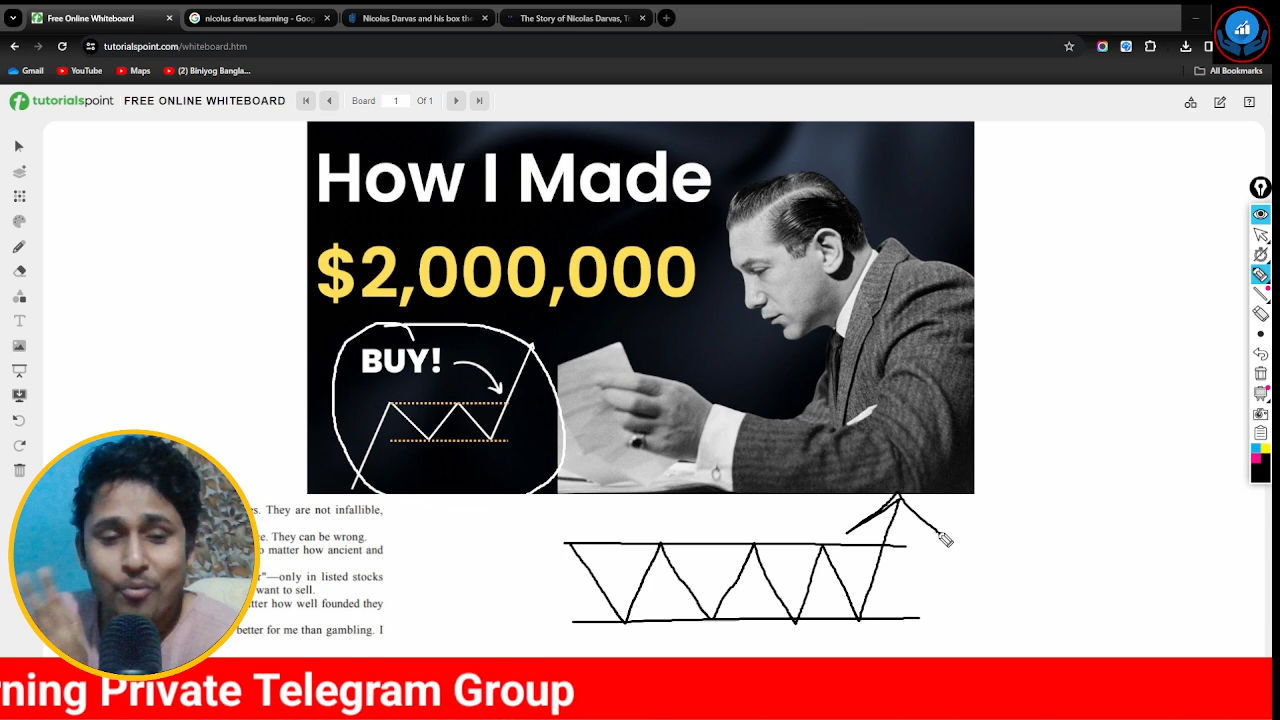 Free Online Whiteboard
nicolus darvas learning - Goog
Nicolas Darvas and his box the
The Story of Nicolas Darvas, Tr
tutorialspoint.com/whiteboard.htm
Gmail
YouTube
Maps
(2) Biniyog Bangla...
All Bookmarks
tutorialspoint
FREE ONLINE WHITEBOARD
Board
1
Of 1
How I Made
$2,000,000
BUY!
They are not infallible,
They can be wrong.
matter how ancient and
only in listed stocks
want to sell.
how well founded they
better for me than gambling. I
Private Telegram Group